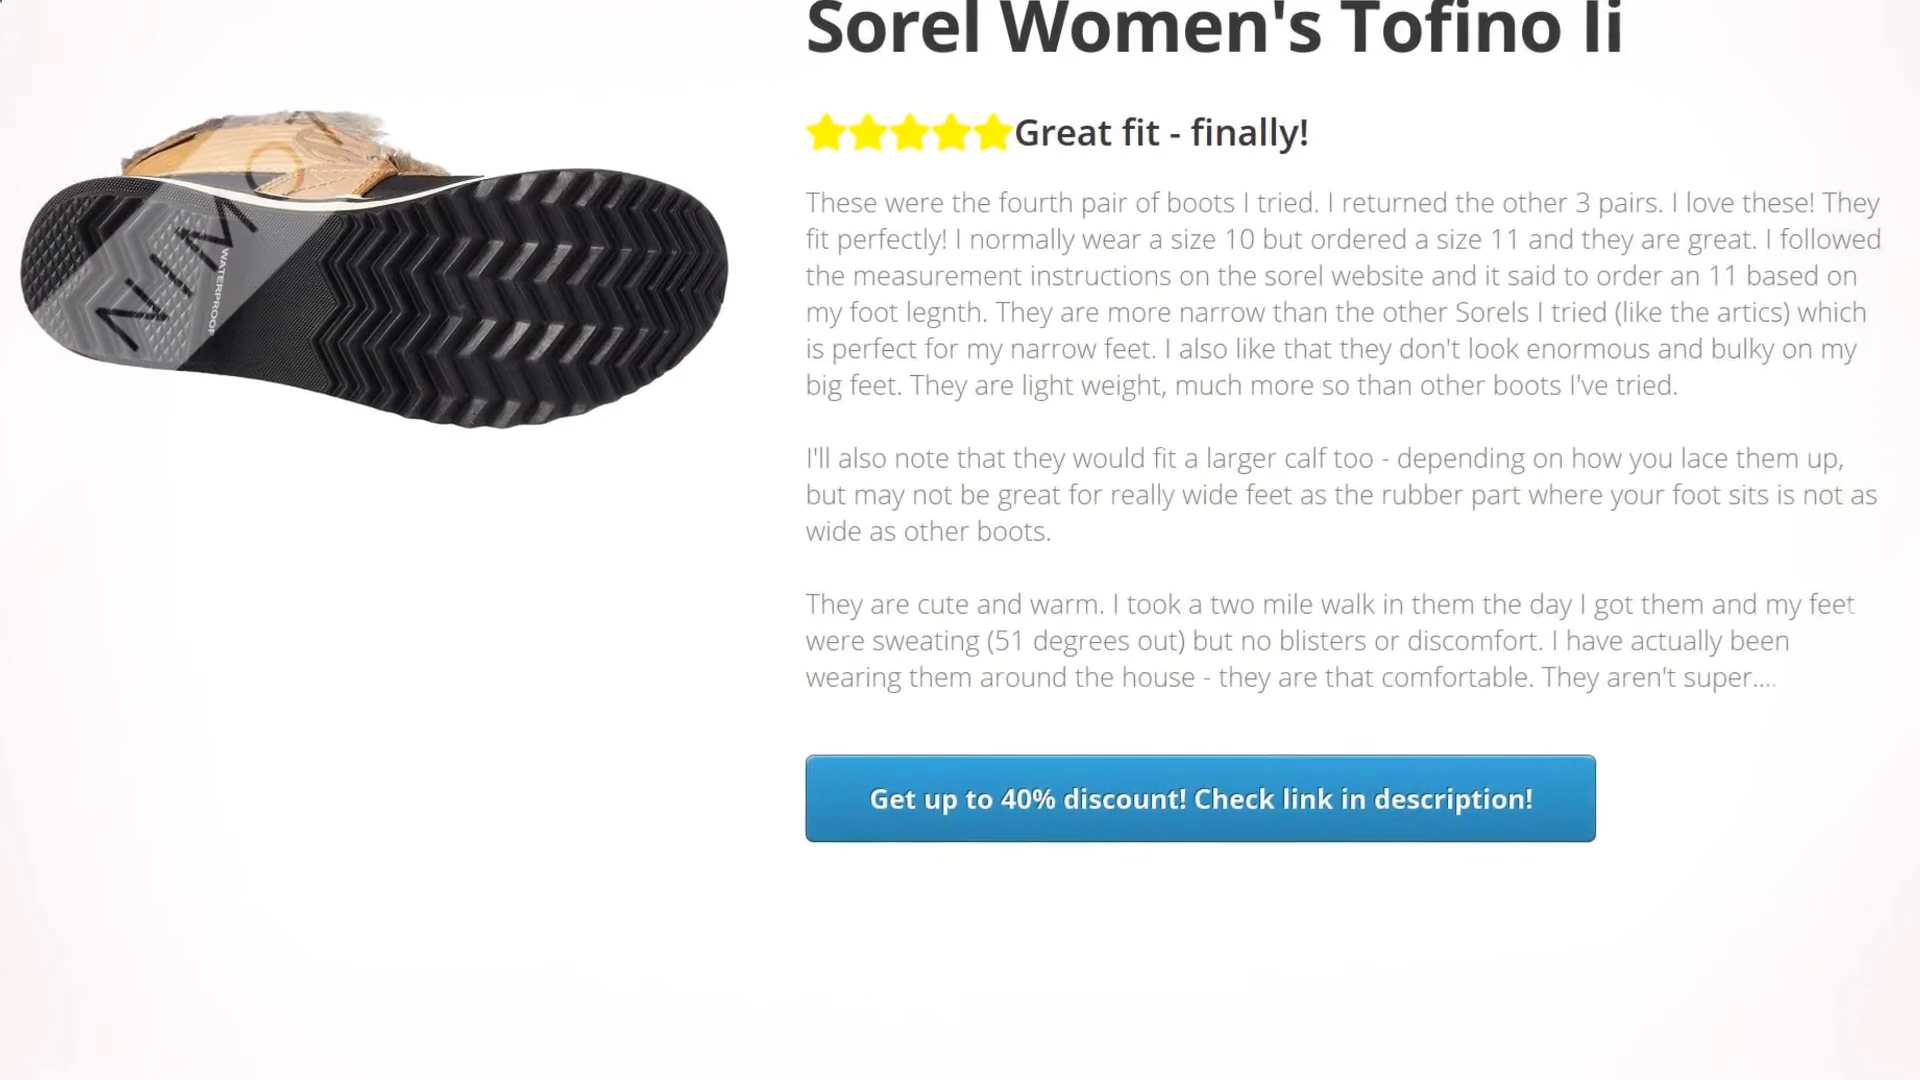 Sorel Women's Tofino Ii
Great fit - finally!
These were the fourth pair of boots I tried. I returned the other 3 pairs. I love these! They
fit perfectly! I normally wear a size 10 but ordered a size 11 and they are great. I followed
the measurement instructions on the sorel website and it said to order an 11 based on
my foot legnth. They are more narrow than the other Sorels I tried (like the artics) which
is perfect for my narrow feet. I also like that they don't look enormous and bulky on my
big feet. They are light weight, much more so than other boots I've tried.
I'll also note that they would fit a larger calf too - depending on how you lace them up,
but may not be great for really wide feet as the rubber part where your foot sits is not as
wide as other boots.
They are cute and warm. I took a two mile walk in them the day I got them and my feet
were sweating (51 degrees out) but no blisters or discomfort. I have actually been
wearing them around the house - they are that comfortable. They aren't super....
Get up to 40% discount! Check link in description!
WATERPROOF